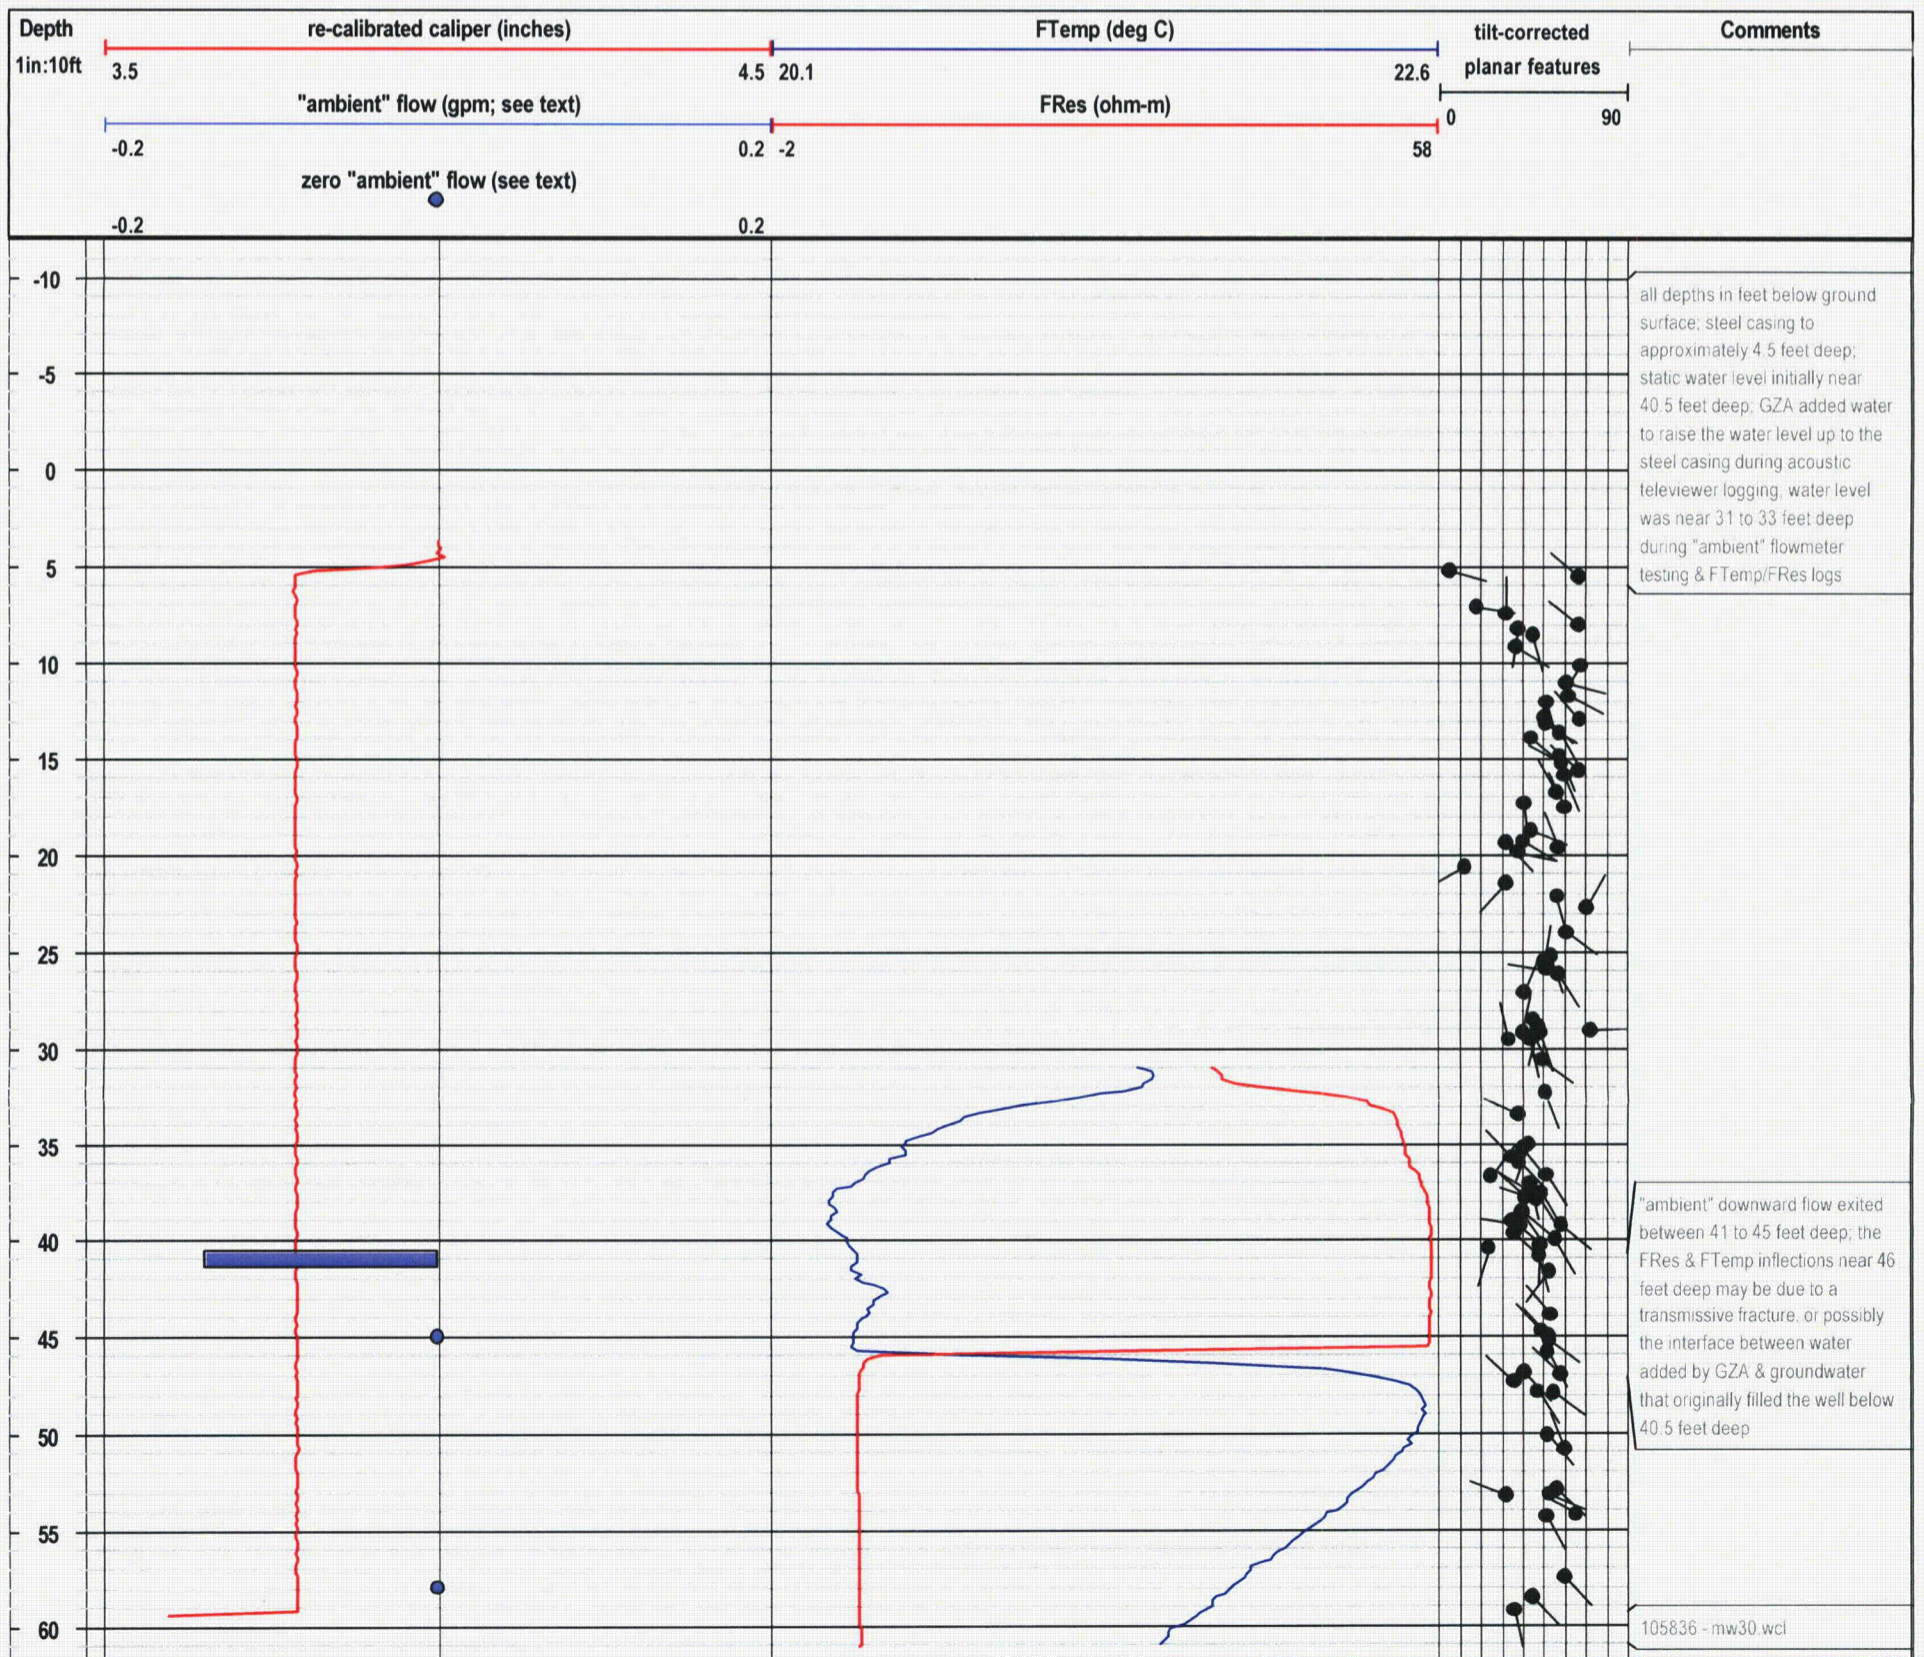 Depth
1in:10ft
re-calibrated caliper (inches)
3.5 4.5
"ambient" flow (gpm; see text)
-0.2 0.2
zero "ambient" flow (see text)
-0.2 0.2
FTemp (deg C)
20.1 22.6
FRes (ohm-m)
-2 58
tilt-corrected
planar features
0 90
Comments
-10
-5
0
5
10
15
20
25
30
35
40
45
50
55
60
all depths in feet below ground
surface; steel casing to
approximately 4.5 feet deep;
static water level initially near
40.5 feet deep; GZA added water
to raise the water level up to the
steel casing during acoustic
televiewer logging, water level
was near 31 to 33 feet deep
during "ambient" flowmeter
testing & FTemp/FRes logs
"ambient" downward flow exited
between 41 to 45 feet deep; the
FRes & FTemp inflections near 46
feet deep may be due to a
transmissive fracture, or possibly
the interface between water
added by GZA & groundwater
that originally filled the well below
40.5 feet deep
105836 - mw30.wcl